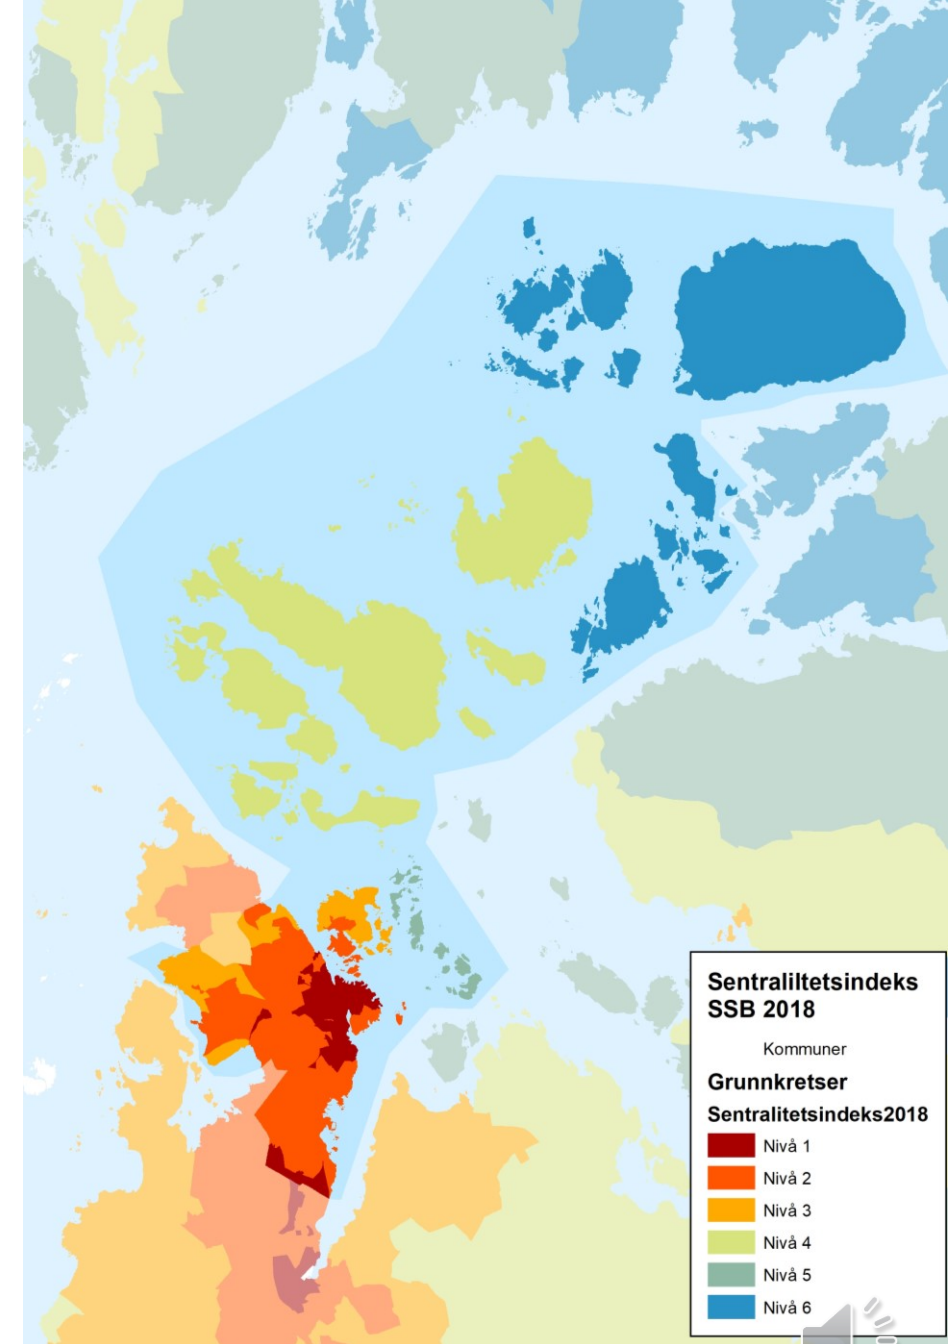 Sentraliltetsindeks
SSB 2018
Kommuner
Grunnkretser
Sentralitetsindeks2018
Nivå 1
Nivå 2
Nivå 3
Nivå 4
Nivå 5
Nivå 6